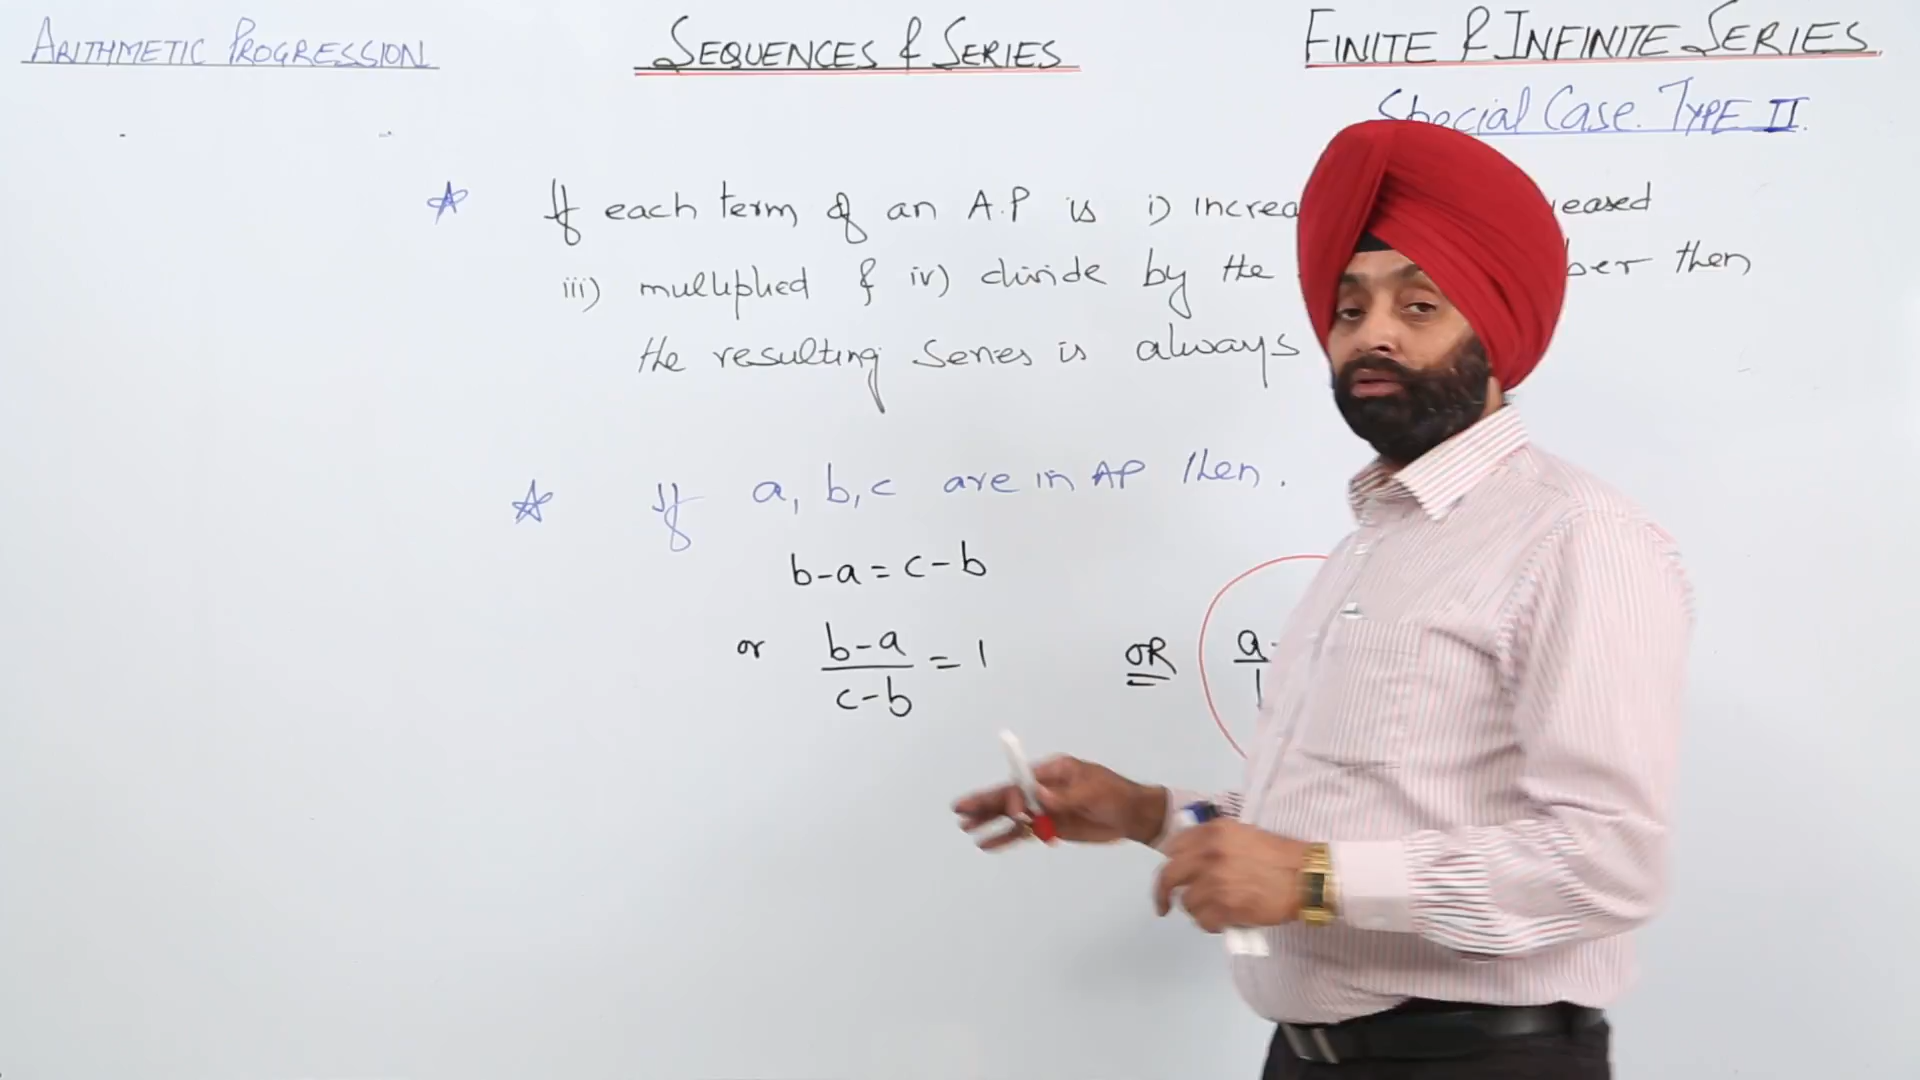 ARITHMETIC PROGRESSION
SEQUENCES & SERIES
FINITE & INFINITE SERIES
Special Case. TYPE II.
☆ If each term of an A.P is i) increa eased
iii) multiplied & iv) divide by the ber then
the resulting series is always
☆ If a, b, c are in AP then.
b-a = c-b
or b-a / c-b = 1
OR a-